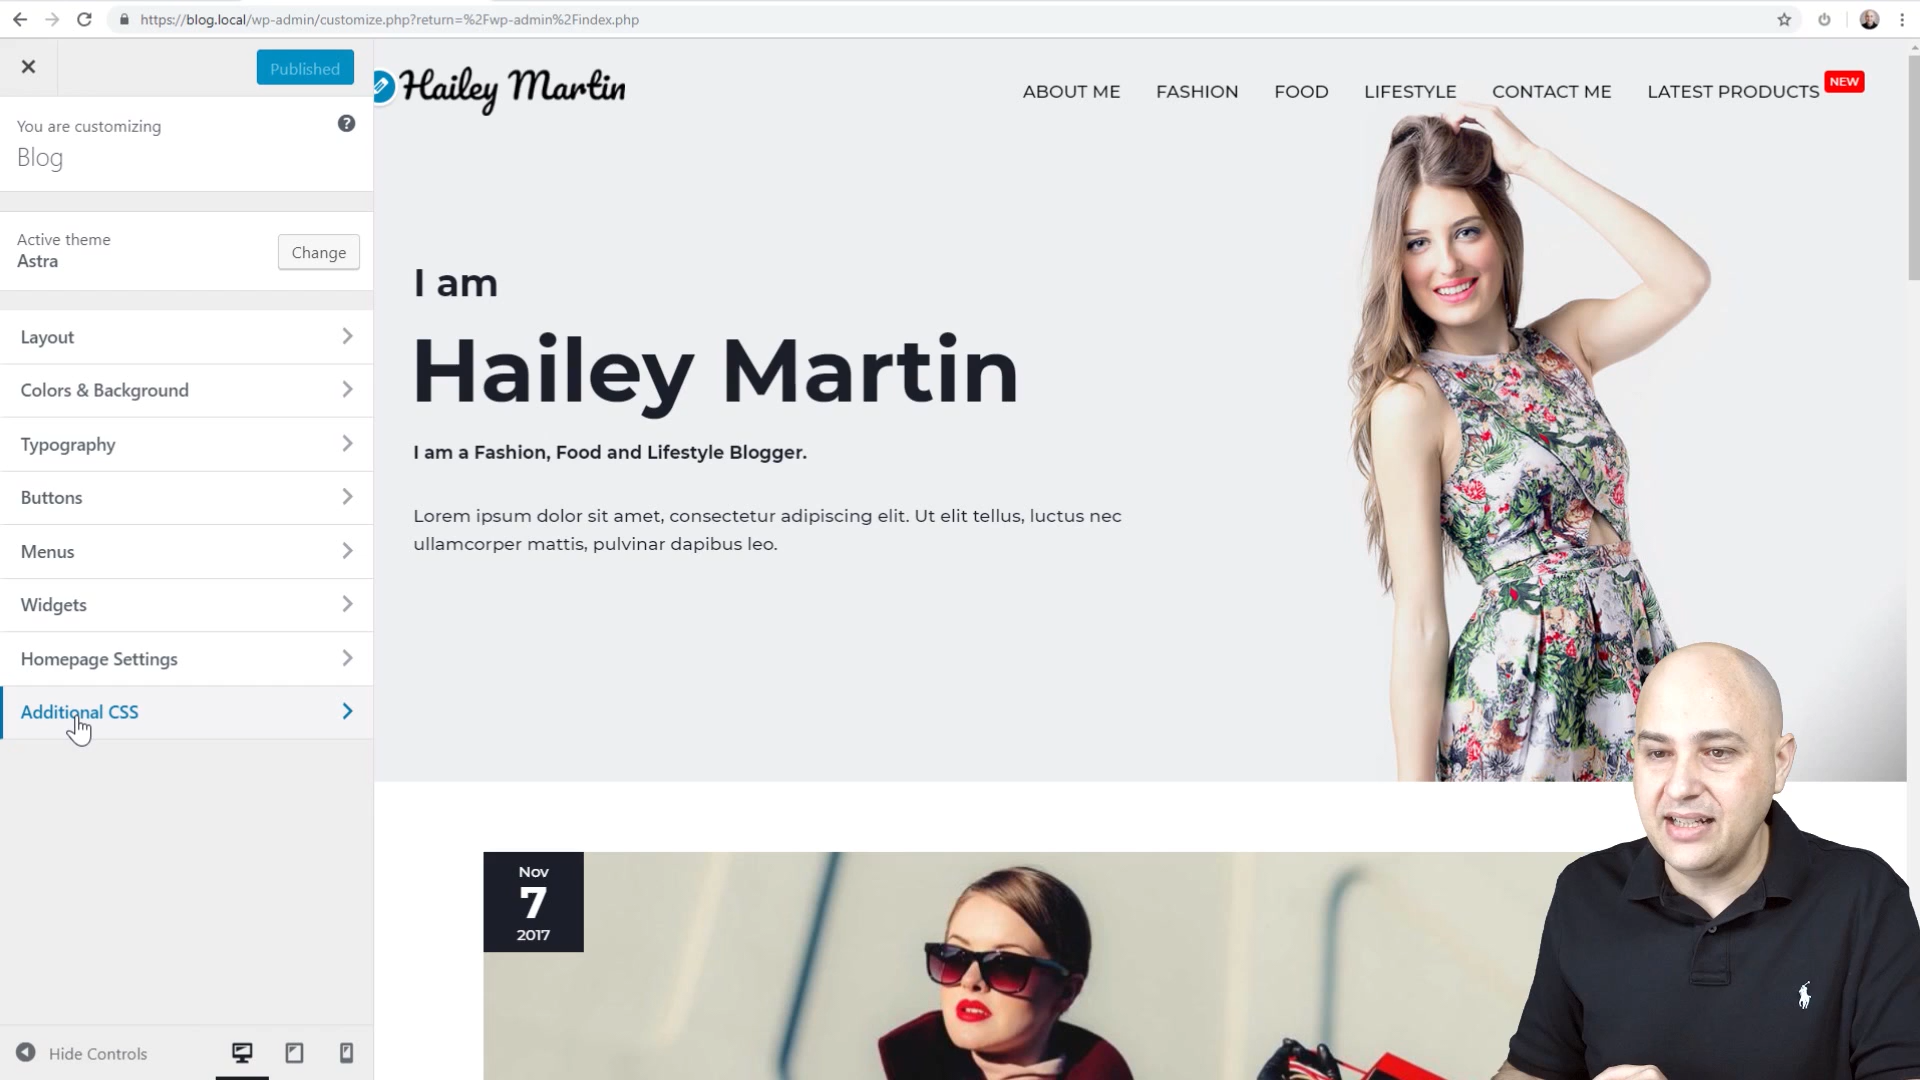 https://blog.local/wp-admin/customize.php?return=%2Fwp-admin%2Findex.php
Published
You are customizing
Blog
Active theme
Astra
Change
Layout
Colors & Background
Typography
Buttons
Menus
Widgets
Homepage Settings
Additional CSS
Hide Controls
Hailey Martin
ABOUT ME
FASHION
FOOD
LIFESTYLE
CONTACT ME
LATEST PRODUCTS
NEW
I am
Hailey Martin
I am a Fashion, Food and Lifestyle Blogger.
Lorem ipsum dolor sit amet, consectetur adipiscing elit. Ut elit tellus, luctus nec
ullamcorper mattis, pulvinar dapibus leo.
Nov
7
2017